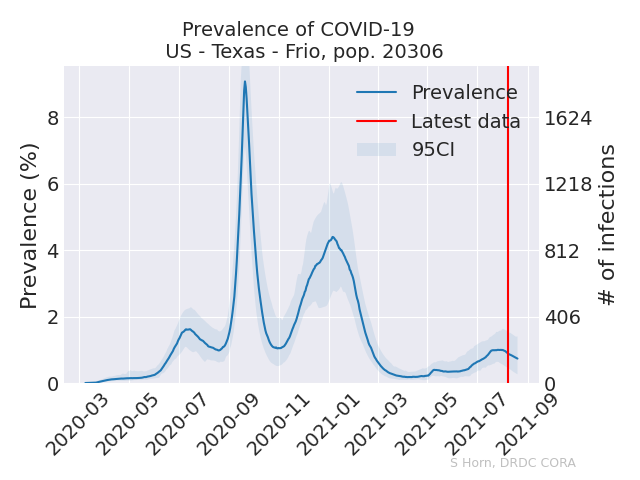 Prevalence of COVID-19
US - Texas - Frio, pop. 20306
Prevalence
Latest data
95CI
Prevalence (%)
8
6
4
2
0
1624
1218
812
406
0
# of infections
2020-03
2020-05
2020-07
2020-09
2020-11
2021-01
2021-03
2021-05
2021-07
2021-09
S Horn, DRDC CORA